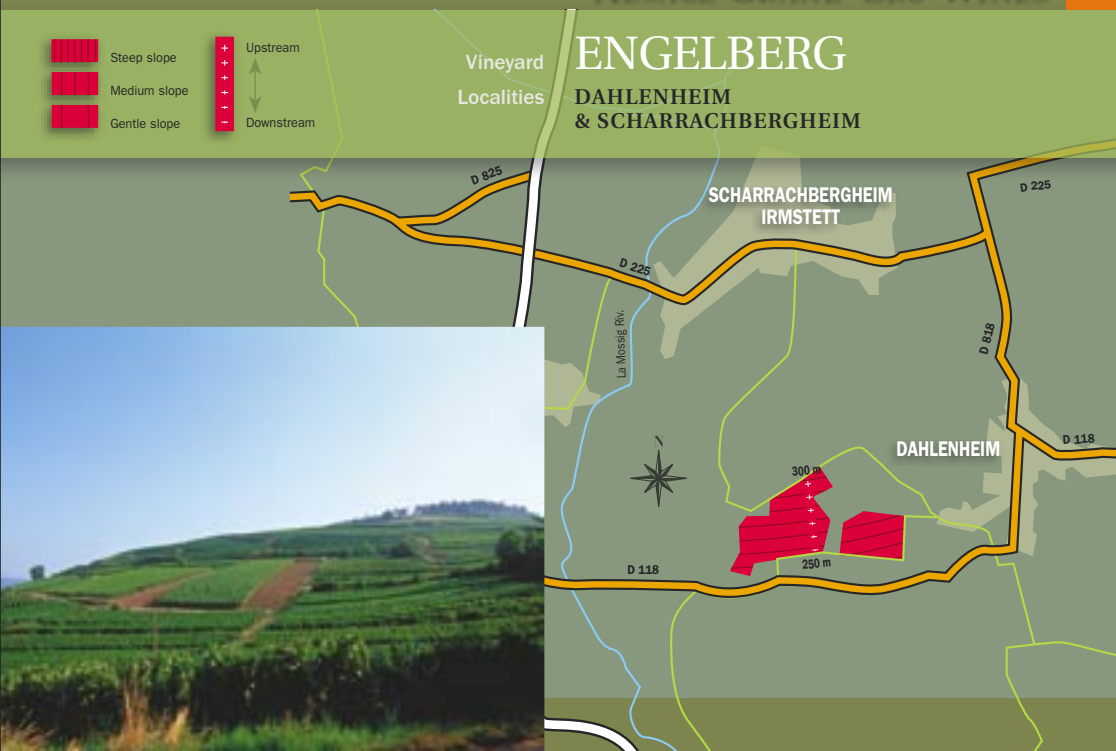 Steep slope
Medium slope
Gentle slope
Upstream
Downstream
Vineyard
ENGELBERG
Localities
DAHLENHEIM
& SCHARRACHBERGHEIM
D 825
D 225
SCHARRACHBERGHEIM
IRMSTETT
D 225
La Mossig Riv.
D 818
N
DAHLENHEIM
D 118
300 m
250 m
D 118